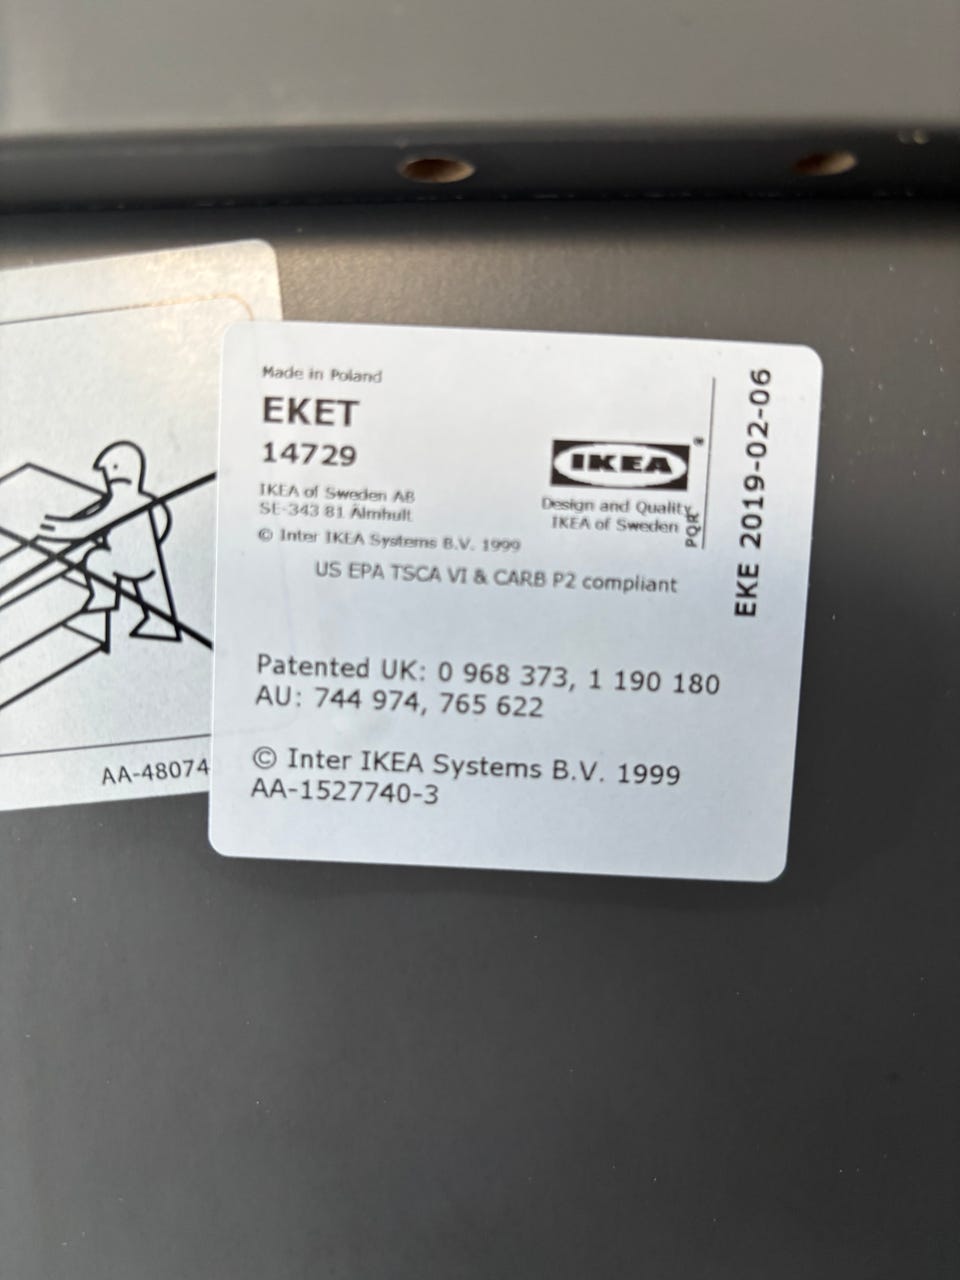 Made in Poland
EKET
14729
IKEA of Sweden AB
SE-343 81 Älmhult
© Inter IKEA Systems B.V. 1999
IKEA®
Design and Quality
IKEA of Sweden
PQR
EKE 2019-02-06
US EPA TSCA VI & CARB P2 compliant
Patented UK: 0 968 373, 1 190 180
AU: 744 974, 765 622
© Inter IKEA Systems B.V. 1999
AA-1527740-3
AA-48074